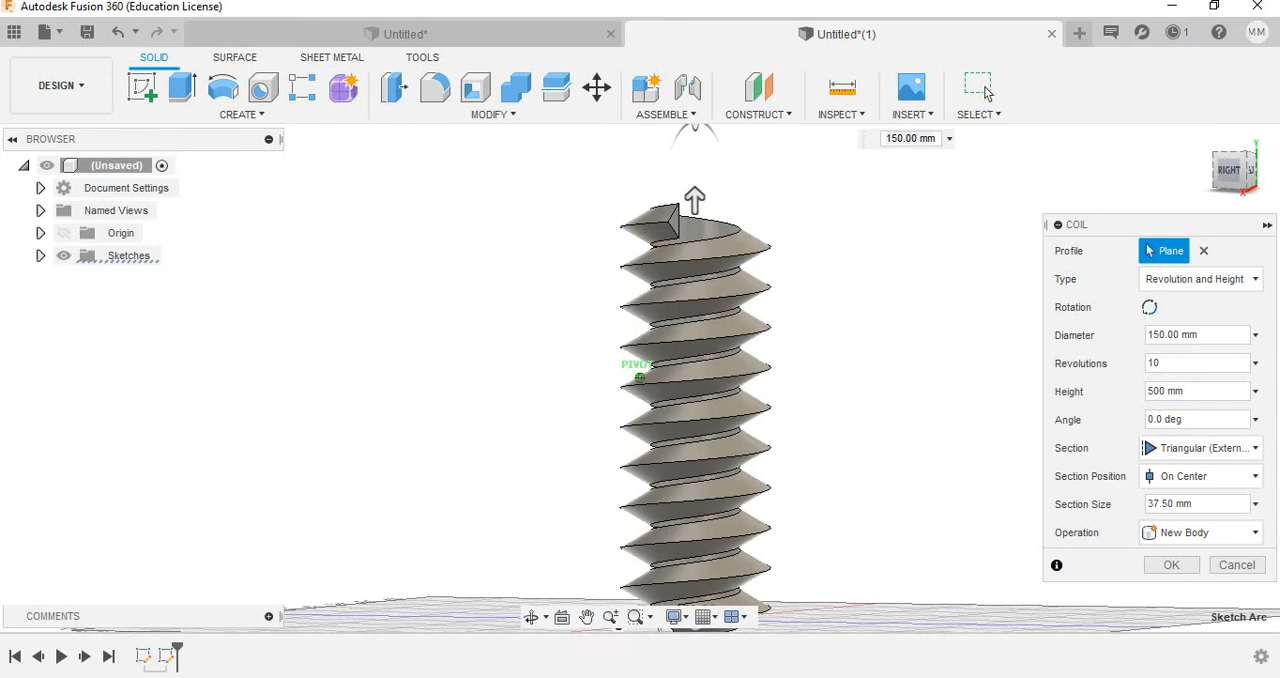 Autodesk Fusion 360 (Education License)
Untitled*
Untitled*(1)
1
MM
SOLID SURFACE SHEET METAL TOOLS
DESIGN
CREATE MODIFY ASSEMBLE CONSTRUCT INSPECT INSERT SELECT
BROWSER
150.00 mm
(Unsaved)
Document Settings
Named Views
Origin
Sketches
RIGHT
Y
X
PIVOT
COIL
Profile Plane
Type Revolution and Height
Rotation
Diameter 150.00 mm
Revolutions 10
Height 500 mm
Angle 0.0 deg
Section Triangular (Extern...
Section Position On Center
Section Size 37.50 mm
Operation New Body
OK Cancel
COMMENTS
Sketch Arc